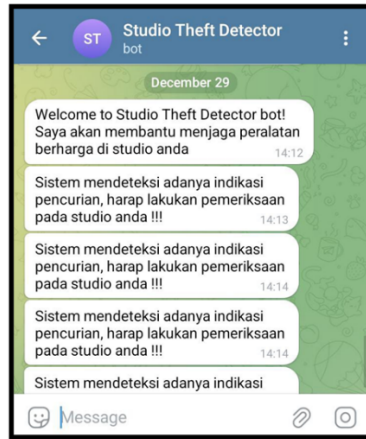 ST
Studio Theft Detector
bot
December 29
Welcome to Studio Theft Detector bot!
Saya akan membantu menjaga peralatan
berharga di studio anda
14:12
Sistem mendeteksi adanya indikasi
pencurian, harap lakukan pemeriksaan
pada studio anda !!!
14:13
Sistem mendeteksi adanya indikasi
pencurian, harap lakukan pemeriksaan
pada studio anda !!!
14:14
Sistem mendeteksi adanya indikasi
pencurian, harap lakukan pemeriksaan
pada studio anda !!!
14:14
Sistem mendeteksi adanya indikasi
Message